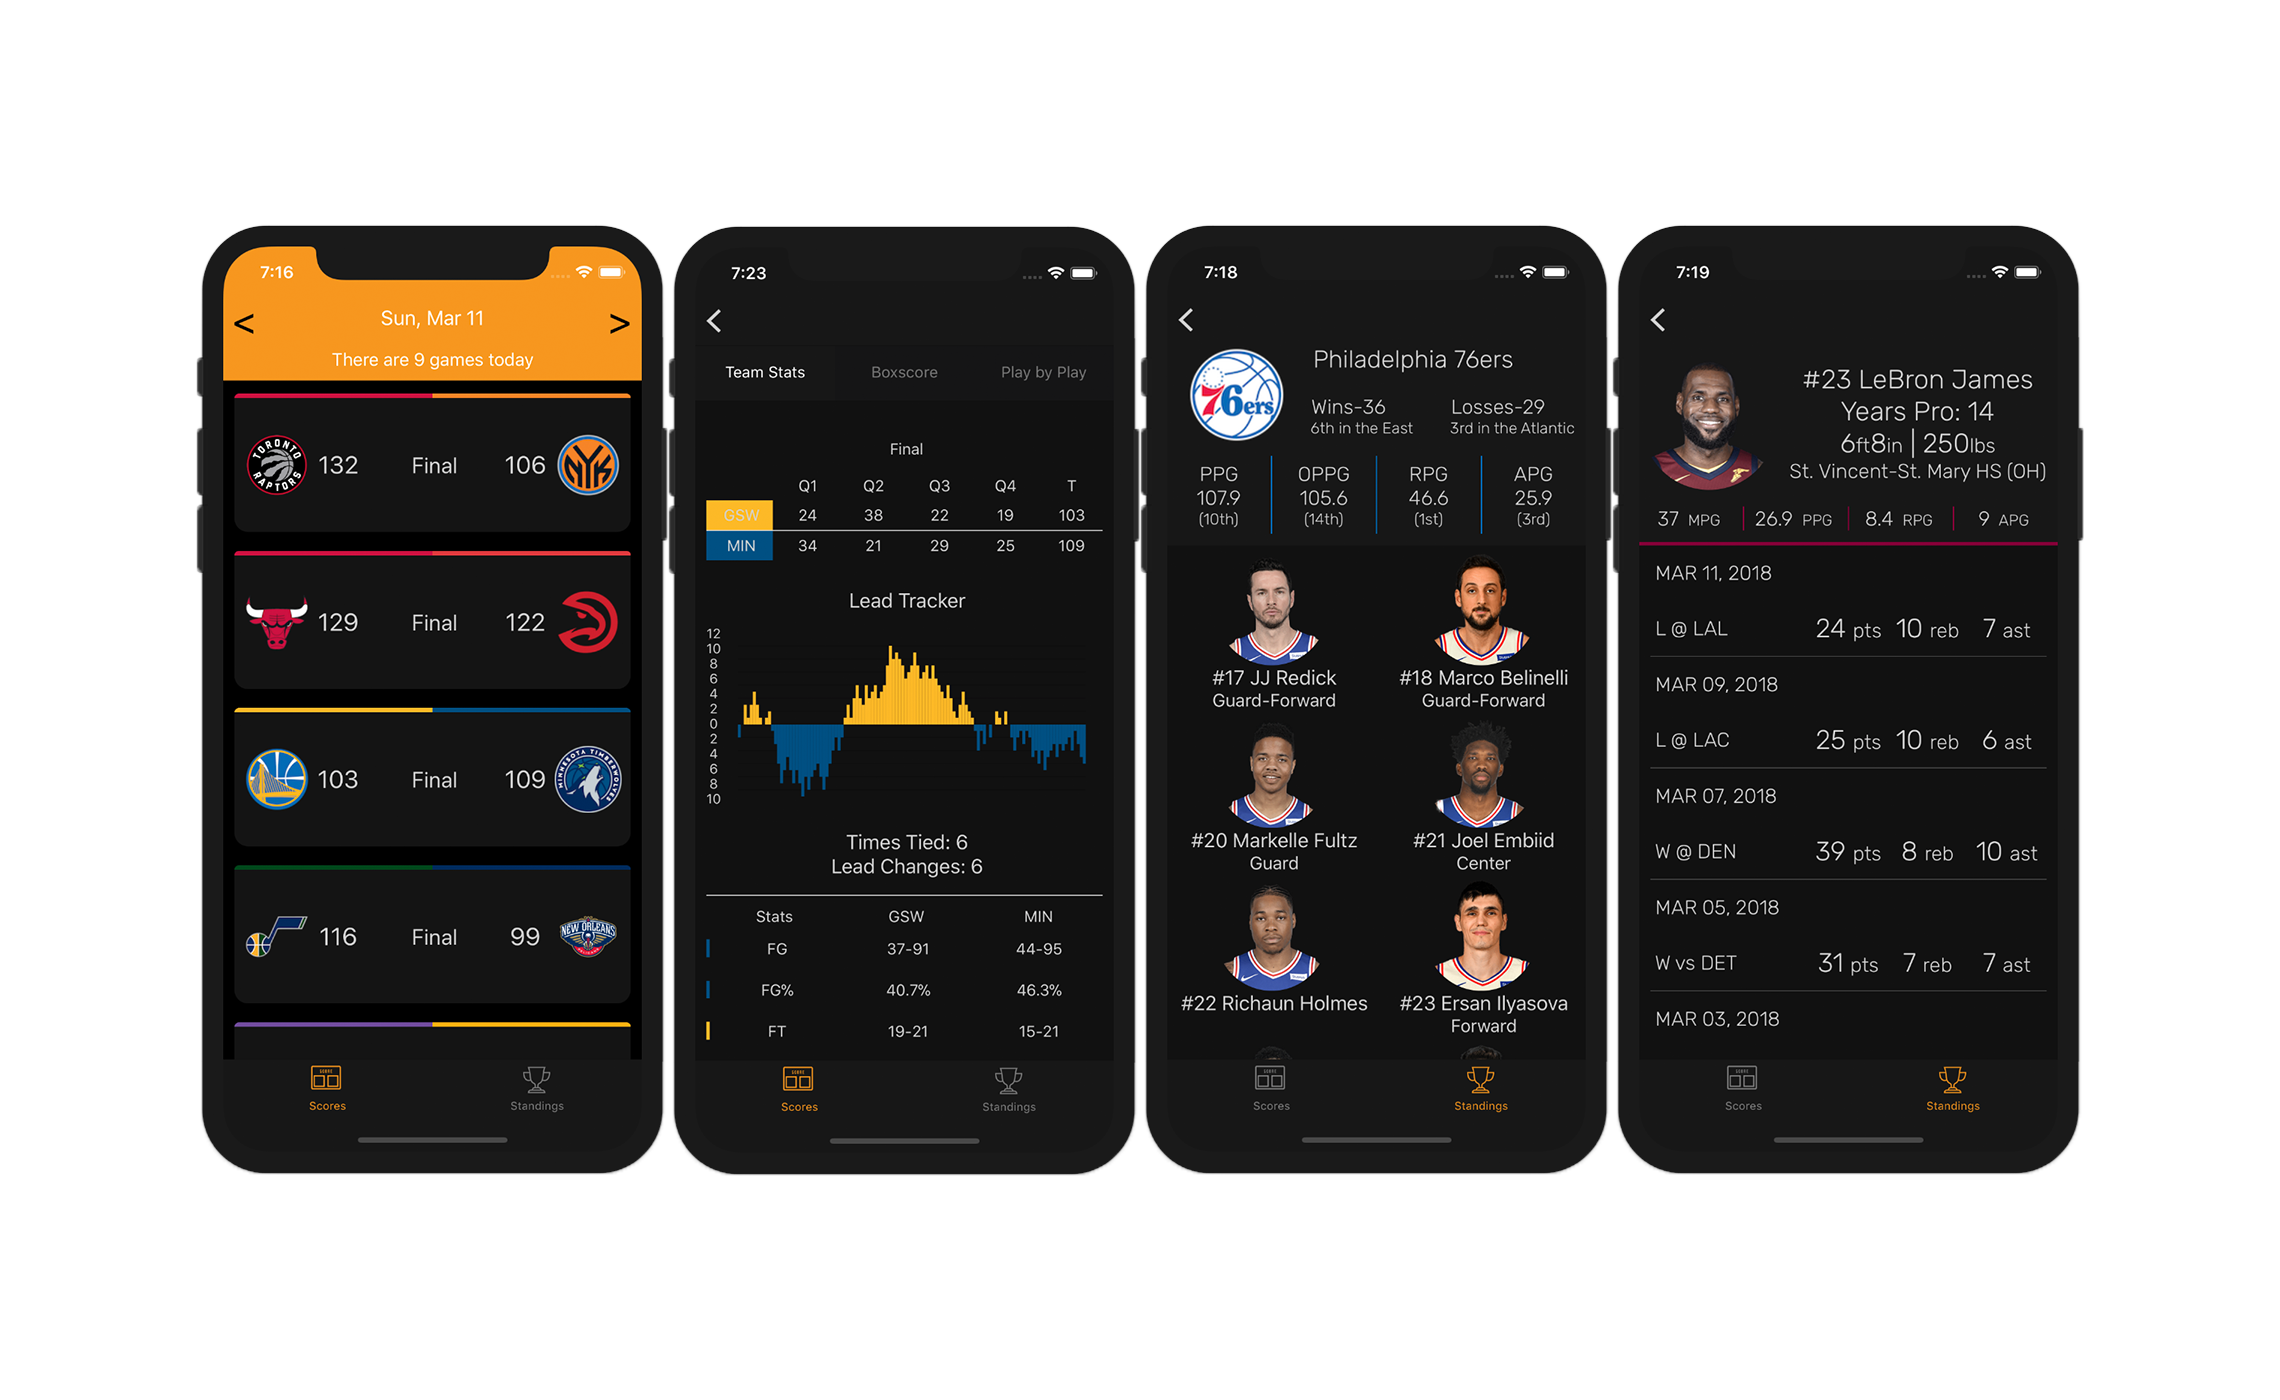 7:16
<
Sun, Mar 11
>
There are 9 games today
TORONTO RAPTORS
132 Final 106
NYK
129 Final 122
103 Final 109
MINNESOTA TIMBERWOLVES
116 Final 99
NEW ORLEANS
Scores Standings
7:23
Team Stats Boxscore Play by Play
Final
Q1 Q2 Q3 Q4 T
GSW 24 38 22 19 103
MIN 34 21 29 25 109
Lead Tracker
12
10
8
6
4
2
0
2
4
6
8
10
Times Tied: 6
Lead Changes: 6
Stats GSW MIN
FG 37-91 44-95
FG% 40.7% 46.3%
FT 19-21 15-21
Scores Standings
7:18
76ers
Philadelphia 76ers
Wins-36 Losses-29
6th in the East 3rd in the Atlantic
PPG OPPG RPG APG
107.9 105.6 46.6 25.9
(10th) (14th) (1st) (3rd)
#17 JJ Redick #18 Marco Belinelli
Guard-Forward Guard-Forward
#20 Markelle Fultz #21 Joel Embiid
Guard Center
#22 Richaun Holmes #23 Ersan Ilyasova
Forward
Scores Standings
7:19
#23 LeBron James
Years Pro: 14
6ft8in | 250lbs
St. Vincent-St. Mary HS (OH)
37 MPG 26.9 PPG 8.4 RPG 9 APG
MAR 11, 2018
L @ LAL 24 pts 10 reb 7 ast
MAR 09, 2018
L @ LAC 25 pts 10 reb 6 ast
MAR 07, 2018
W @ DEN 39 pts 8 reb 10 ast
MAR 05, 2018
W vs DET 31 pts 7 reb 7 ast
MAR 03, 2018
Scores Standings